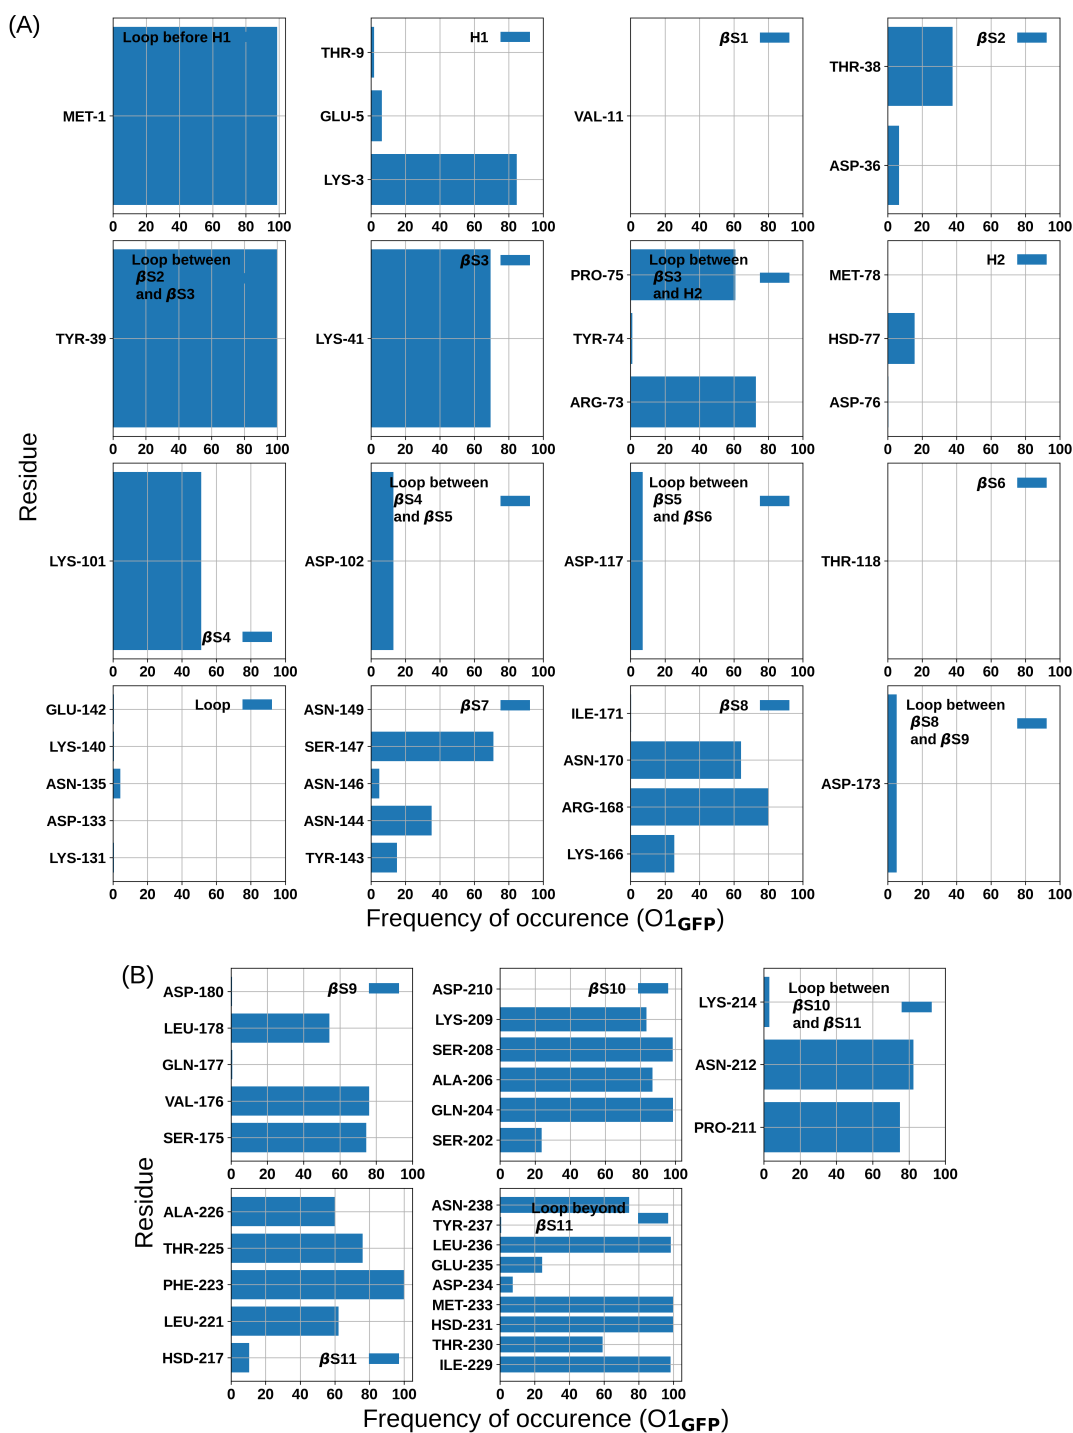 (A)
Loop before H1
MET-1
0 20 40 60 80 100
H1
THR-9
GLU-5
LYS-3
0 20 40 60 80 100
βS1
VAL-11
0 20 40 60 80 100
βS2
THR-38
ASP-36
0 20 40 60 80 100
Loop between
βS2
and βS3
TYR-39
0 20 40 60 80 100
βS3
LYS-41
0 20 40 60 80 100
Loop between
βS3
and H2
PRO-75
TYR-74
ARG-73
0 20 40 60 80 100
H2
MET-78
HSD-77
ASP-76
0 20 40 60 80 100
Residue
LYS-101
βS4
0 20 40 60 80 100
Loop between
βS4
and βS5
ASP-102
0 20 40 60 80 100
Loop between
βS5
and βS6
ASP-117
0 20 40 60 80 100
βS6
THR-118
0 20 40 60 80 100
Loop
GLU-142
LYS-140
ASN-135
ASP-133
LYS-131
0 20 40 60 80 100
βS7
ASN-149
SER-147
ASN-146
ASN-144
TYR-143
0 20 40 60 80 100
βS8
ILE-171
ASN-170
ARG-168
LYS-166
0 20 40 60 80 100
Loop between
βS8
and βS9
ASP-173
0 20 40 60 80 100
Frequency of occurence (O1GFP)
(B)
βS9
ASP-180
LEU-178
GLN-177
VAL-176
SER-175
0 20 40 60 80 100
βS10
ASP-210
LYS-209
SER-208
ALA-206
GLN-204
SER-202
0 20 40 60 80 100
Loop between
βS10
and βS11
LYS-214
ASN-212
PRO-211
0 20 40 60 80 100
Residue
ALA-226
THR-225
PHE-223
LEU-221
HSD-217
βS11
0 20 40 60 80 100
Loop beyond
βS11
ASN-238
TYR-237
LEU-236
GLU-235
ASP-234
MET-233
HSD-231
THR-230
ILE-229
0 20 40 60 80 100
Frequency of occurence (O1GFP)